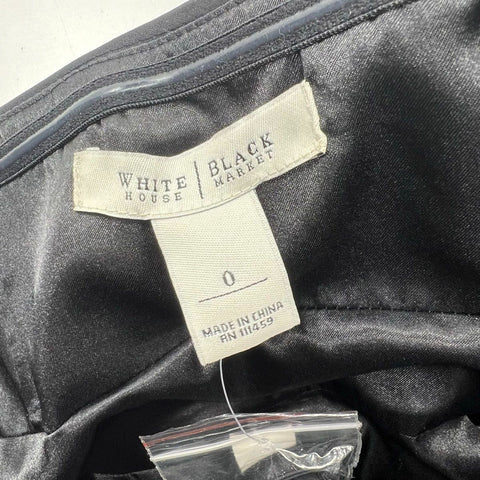 WHITE | BLACK
HOUSE | MARKET
0
MADE IN CHINA
RN 111459